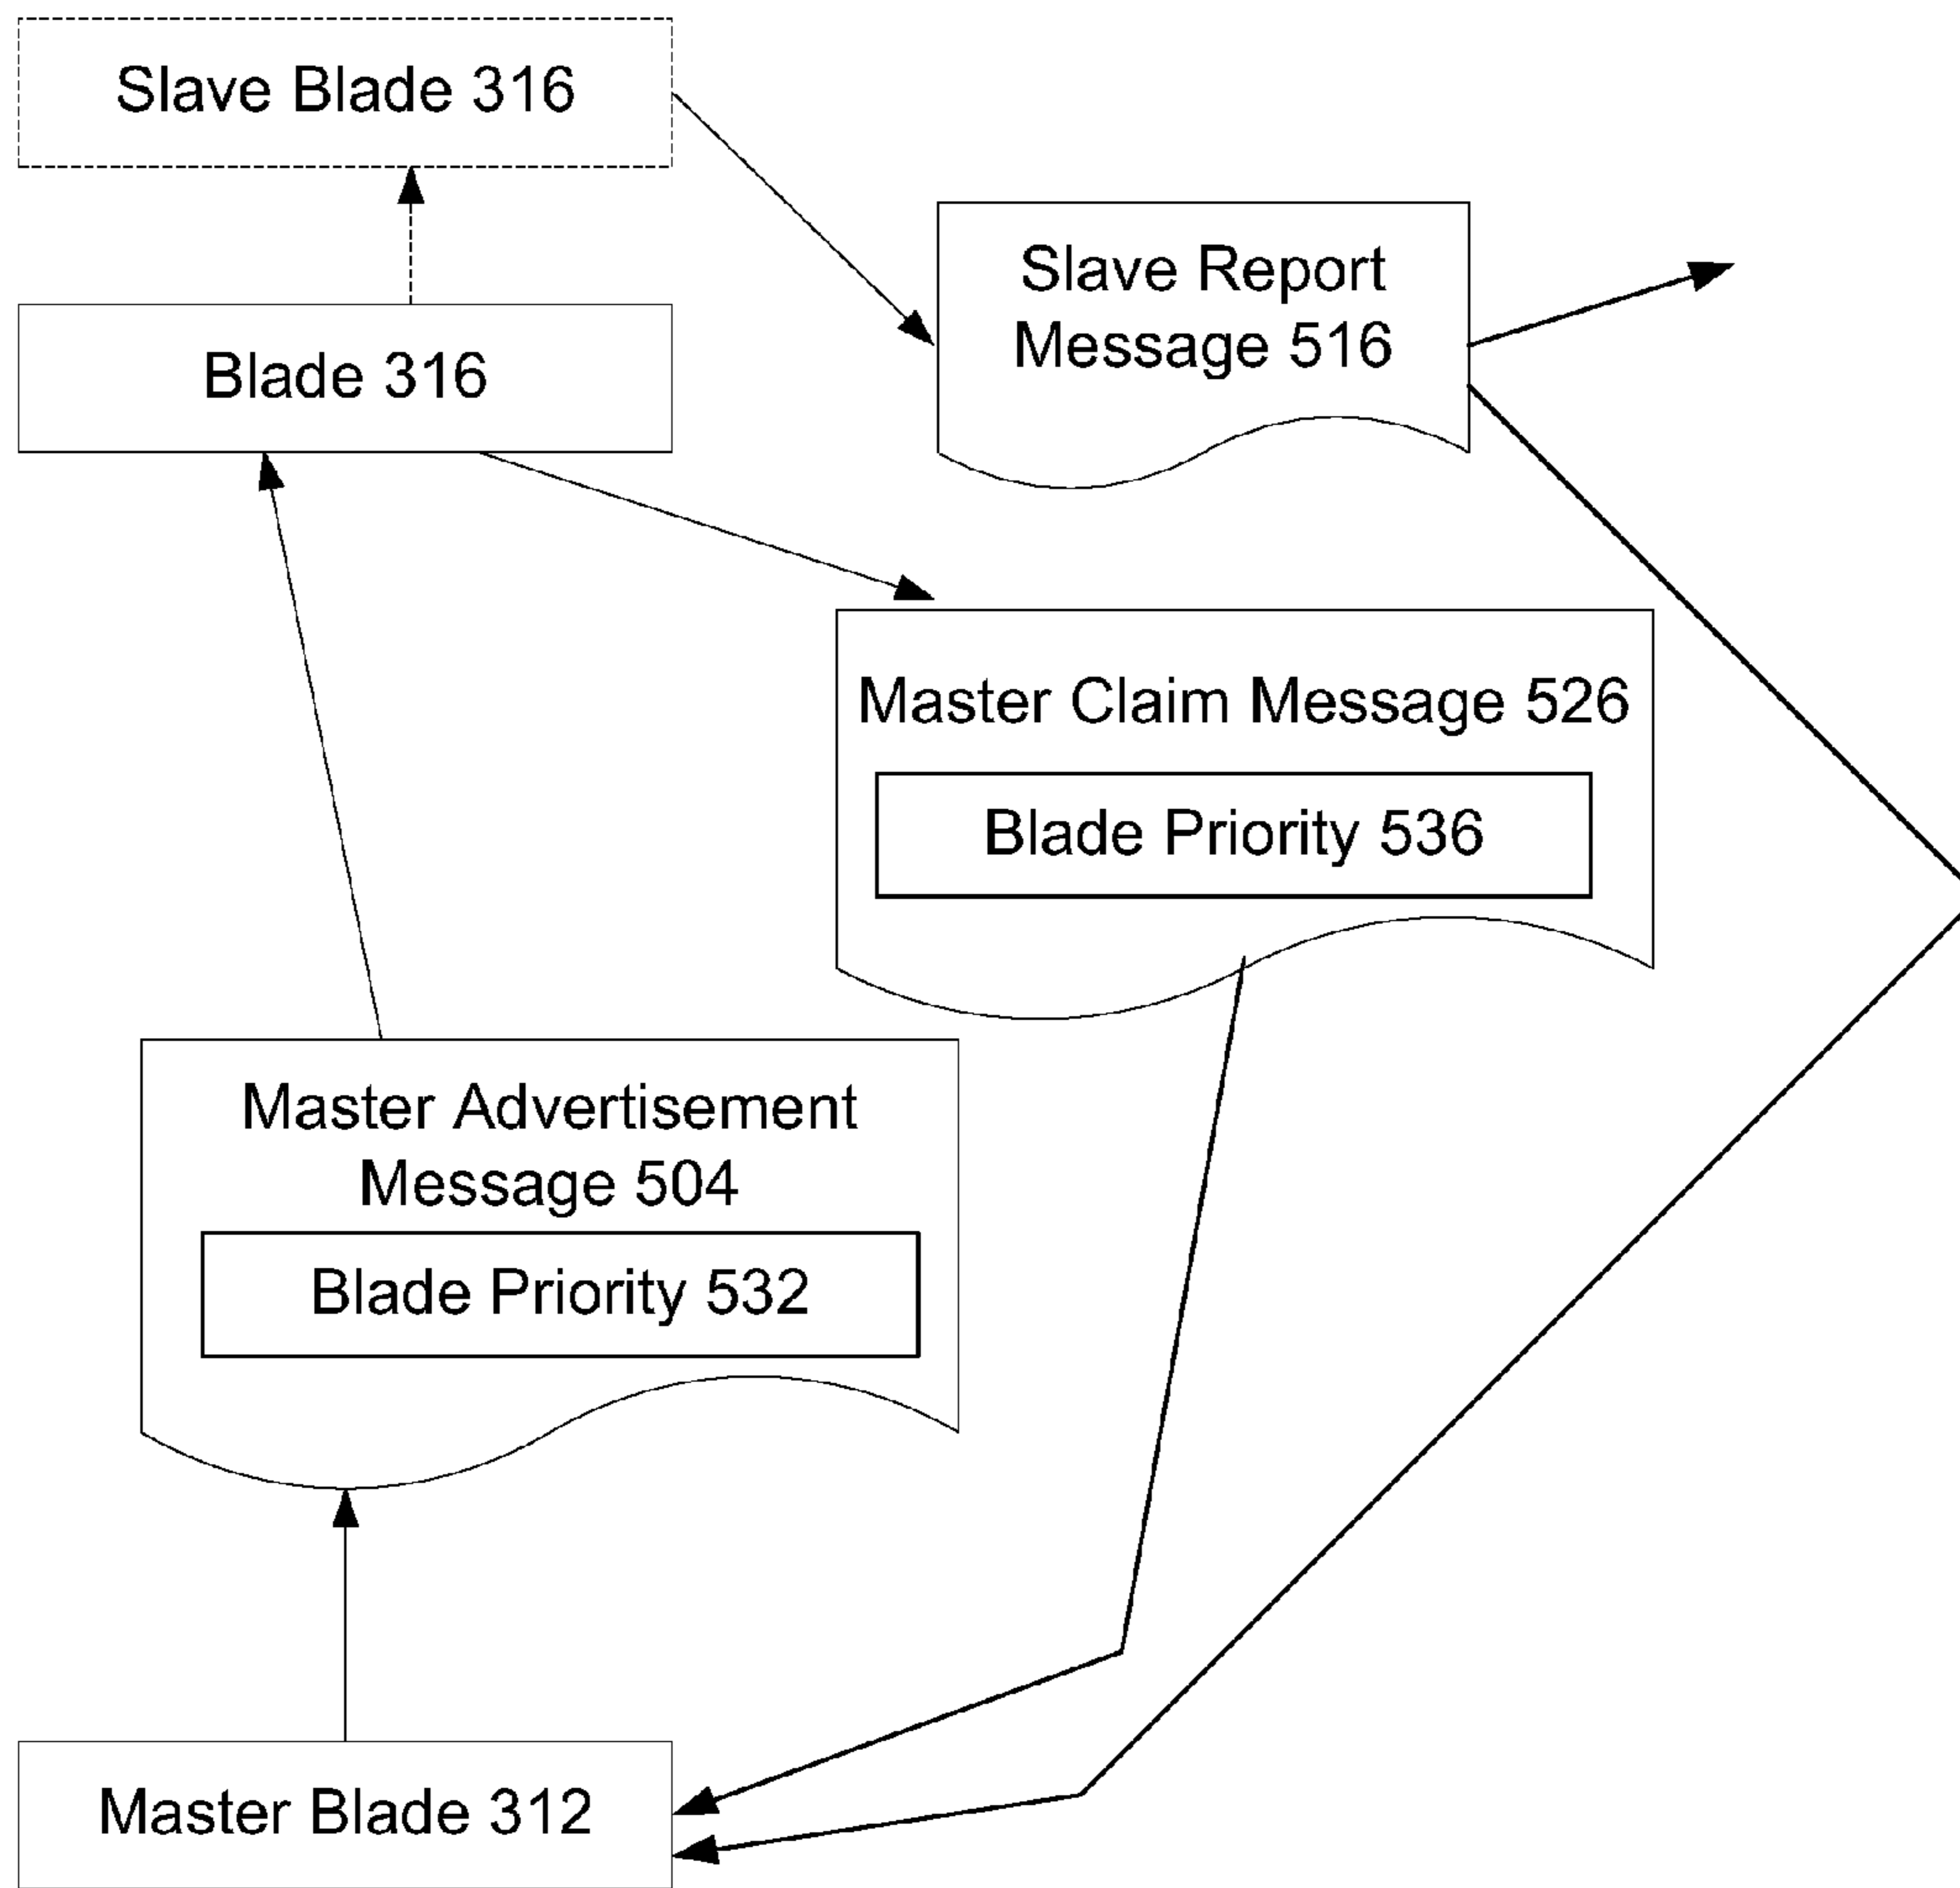 Slave Blade 316
Slave Report
Message 516
Blade 316
Master Claim Message 526
Blade Priority 536
Master Advertisement
Message 504
Blade Priority 532
Master Blade 312